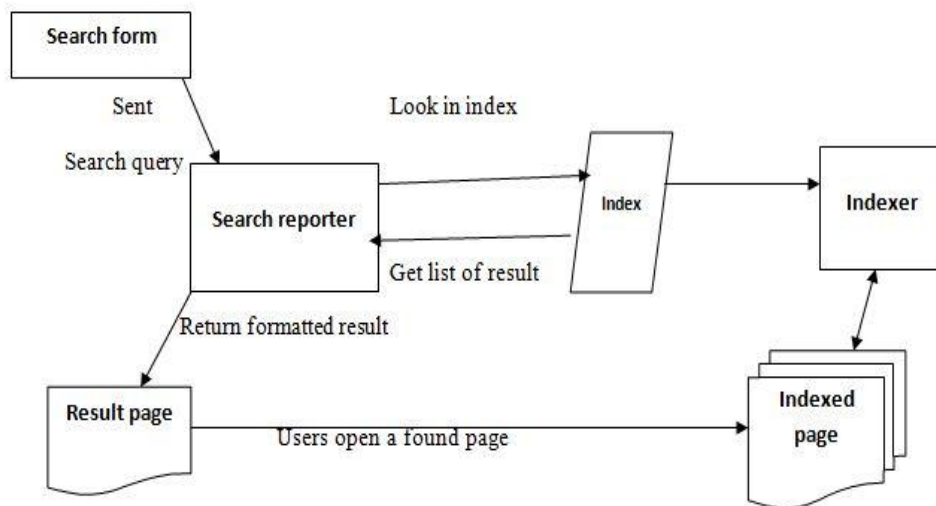 Search form
Sent
Look in index
Search query
Search reporter
Index
Indexer
Get list of result
Return formatted result
Result page
Indexed
page
Users open a found page